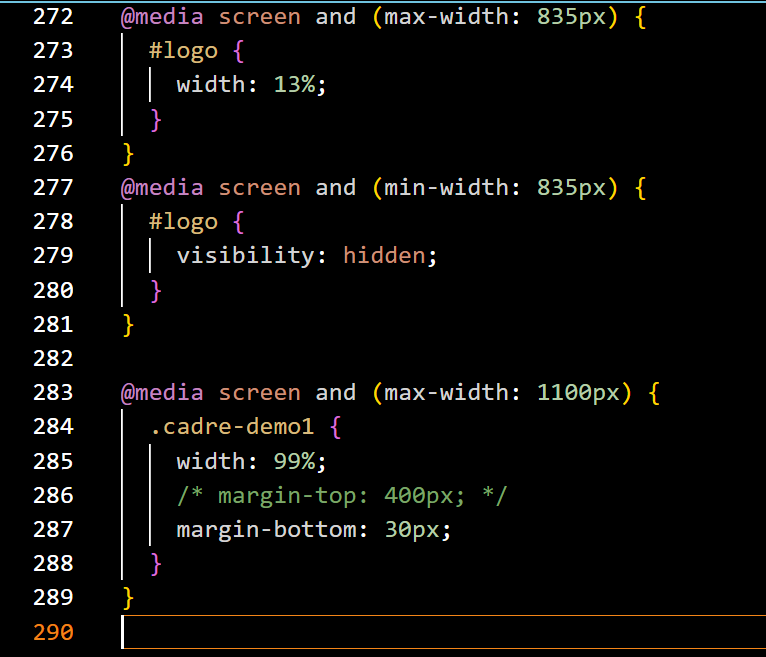 272 @media screen and (max-width: 835px) {
273 #logo {
274 width: 13%;
275 }
276 }
277 @media screen and (min-width: 835px) {
278 #logo {
279 visibility: hidden;
280 }
281 }
282
283 @media screen and (max-width: 1100px) {
284 .cadre-demo1 {
285 width: 99%;
286 /* margin-top: 400px; */
287 margin-bottom: 30px;
288 }
289 }
290